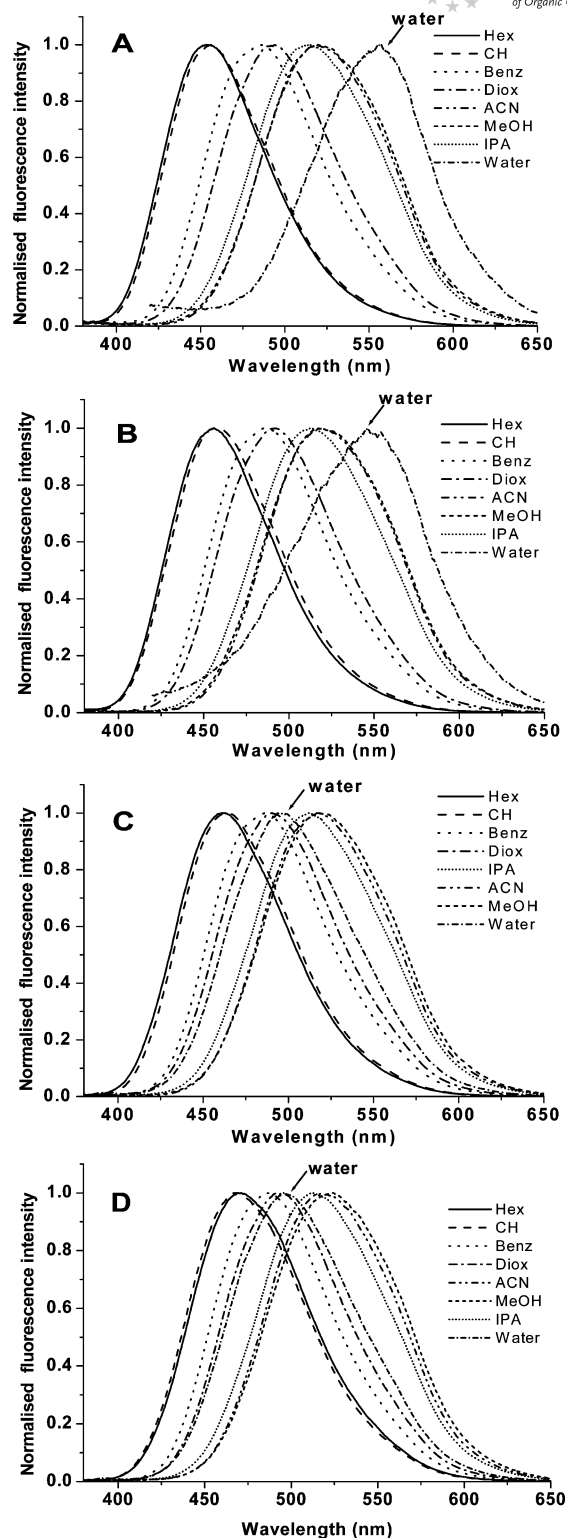 of Organic
water
A
Hex
CH
Benz
Diox
ACN
MeOH
IPA
Water
Normalised fluorescence intensity
1.0
0.8
0.6
0.4
0.2
0.0
400 450 500 550 600 650
Wavelength (nm)
water
B
Hex
CH
Benz
Diox
ACN
MeOH
IPA
Water
Normalised fluorescence intensity
1.0
0.8
0.6
0.4
0.2
0.0
400 450 500 550 600 650
Wavelength (nm)
water
C
Hex
CH
Benz
Diox
IPA
ACN
MeOH
Water
Normalised fluorescence intensity
1.0
0.8
0.6
0.4
0.2
0.0
400 450 500 550 600 650
Wavelength (nm)
water
D
Hex
CH
Benz
Diox
ACN
MeOH
IPA
Water
Normalised fluorescence intensity
1.0
0.8
0.6
0.4
0.2
0.0
400 450 500 550 600 650
Wavelength (nm)